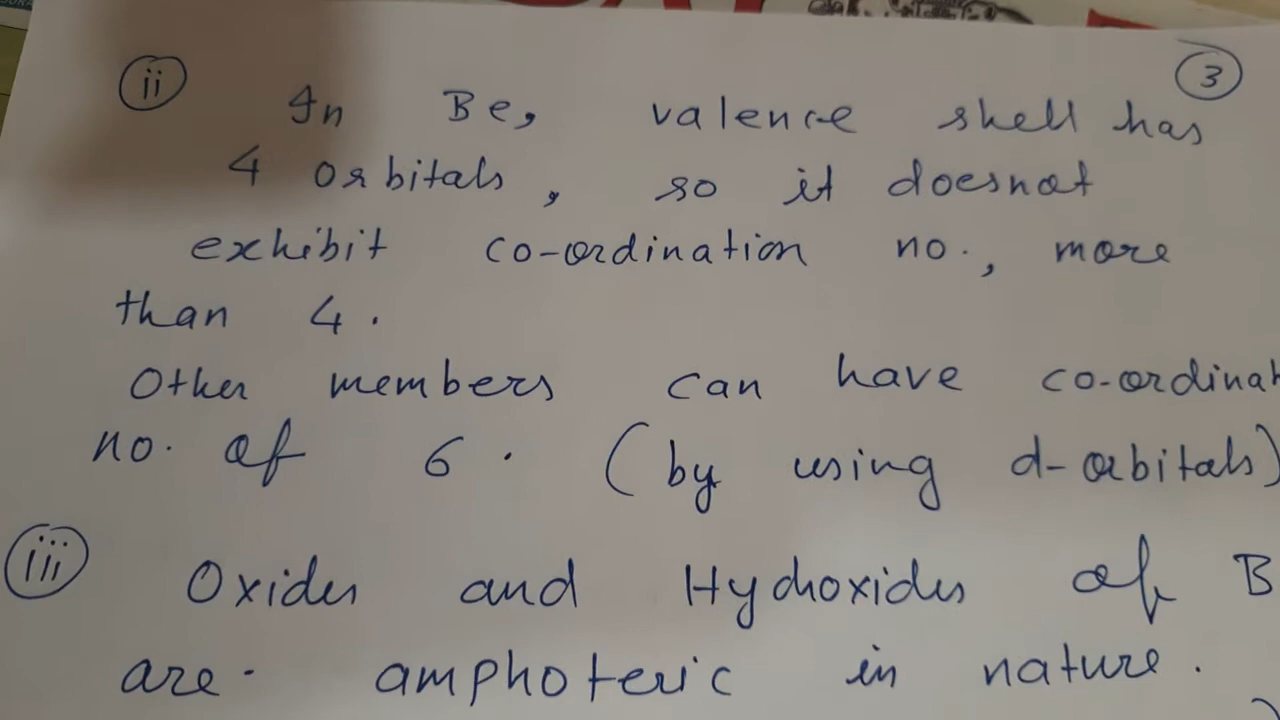 3
ii In Be, valence shell has
4 orbitals, so it doesnot
exhibit co-ordination no., more
than 4.
Other members can have co-ordinat
no. of 6. (by using d-orbitals)
iii Oxides and Hydroxides of B
are. amphoteric in nature.